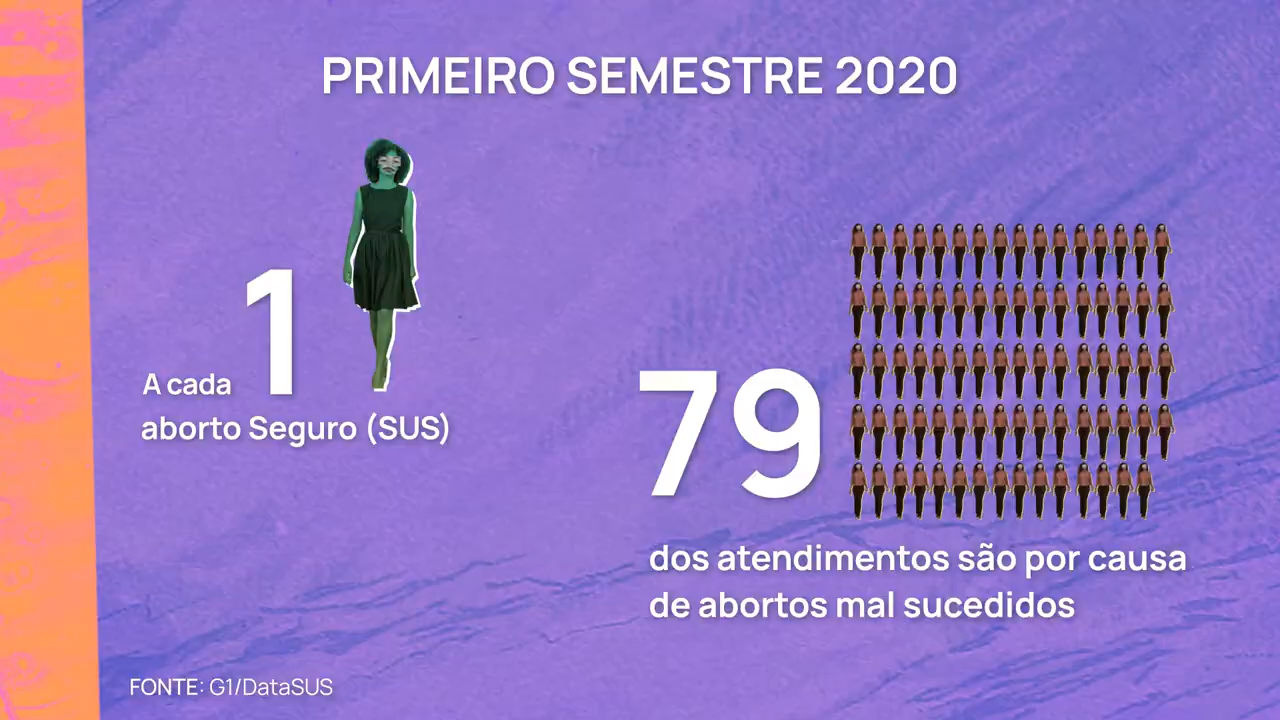 PRIMEIRO SEMESTRE 2020
A cada 1
aborto Seguro (SUS)
79
dos atendimentos são por causa
de abortos mal sucedidos
FONTE: G1/DataSUS